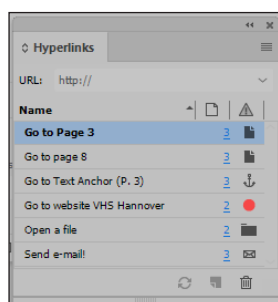 Hyperlinks
URL: http://
Name
Go to Page 3 3
Go to page 8 3
Go to Text Anchor (P. 3) 3
Go to website VHS Hannover 2
Open a file 2
Send e-mail! 3